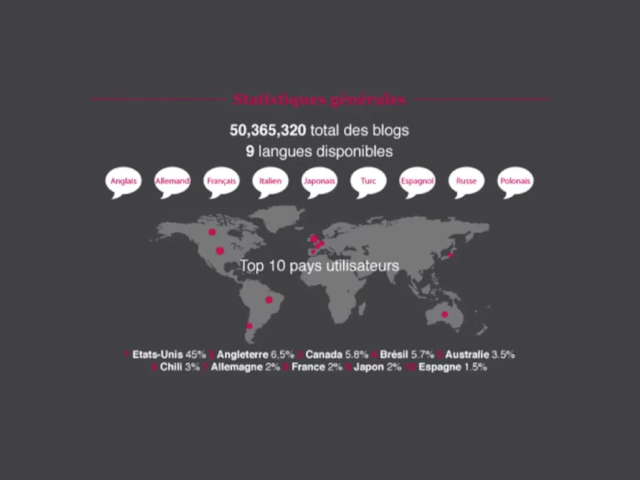 Statistiques générales
50,365,320 total des blogs
9 langues disponibles
Anglais Allemand Français Italien Japonais Turc Espagnol Russe Polonais
Top 10 pays utilisateurs
Etats-Unis 45% Angleterre 6,5% Canada 5.8% Brésil 5.7% Australie 3.5%
Chili 3% Allemagne 2% France 2% Japon 2% Espagne 1.5%